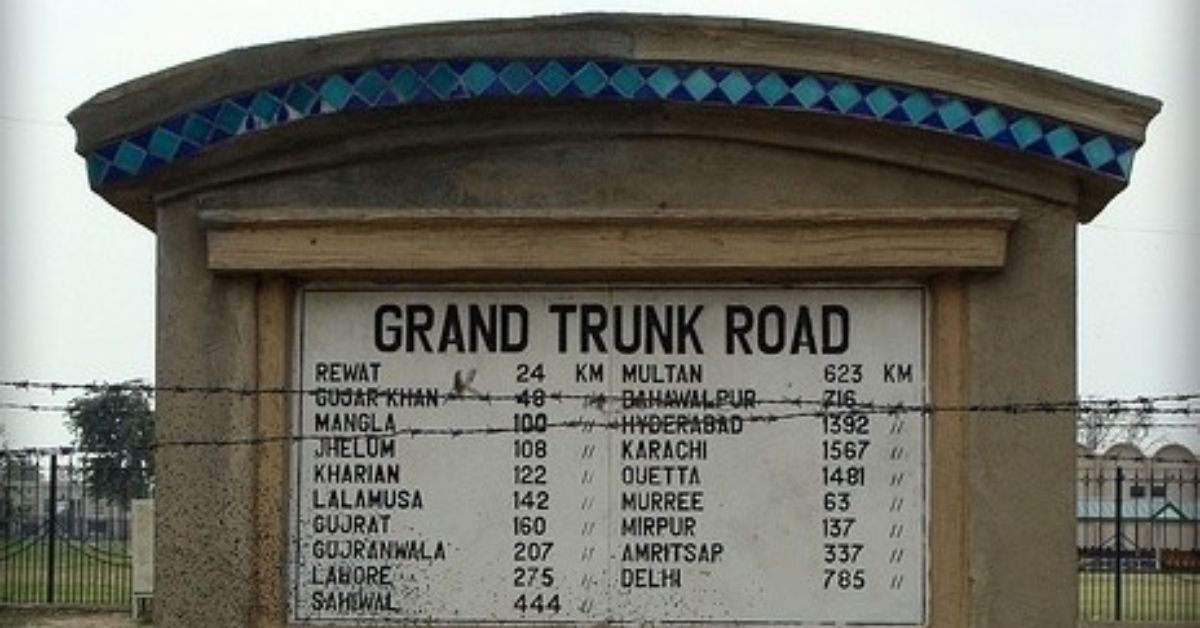 GRAND TRUNK ROAD
REWAT 24 KM MULTAN 623 KM
GUJAR KHAN 48 〃 BAHAWALPUR 716 〃
MANGLA 100 〃 HYDERABAD 1392 〃
JHELUM 108 〃 KARACHI 1567 〃
KHARIAN 122 〃 QUETTA 1481 〃
LALAMUSA 142 〃 MURREE 63 〃
GUJRAT 160 〃 MIRPUR 137 〃
GUJRANWALA 207 〃 AMRITSAR 337 〃
LAHORE 275 〃 DELHI 785 〃
SAHIWAL 444 〃